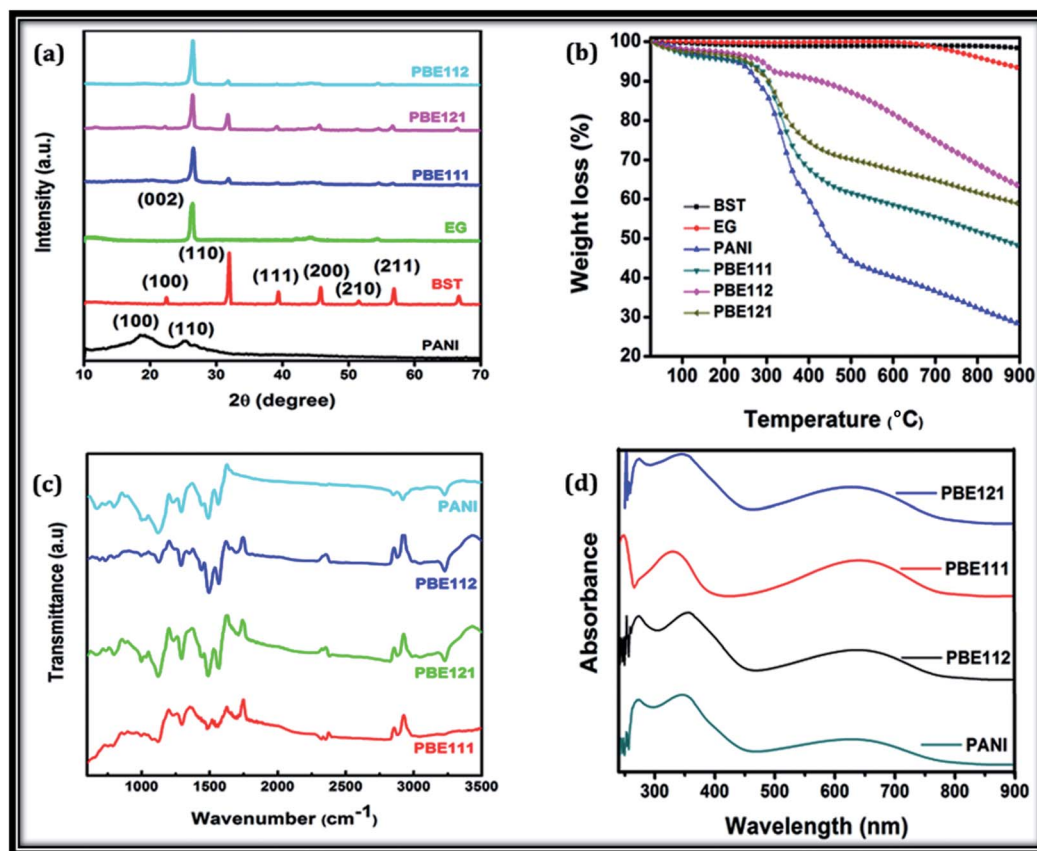 (a)
PBE112
PBE121
PBE111
(002)
EG
(110)
BST
(100)
(111)
(200)
(210)
(211)
(100)
(110)
PANI
Intensity (a.u.)
10 20 30 40 50 60 70
2θ (degree)
(b)
100
90
80
70
60
50
40
30
20
Weight loss (%)
BST
EG
PANI
PBE111
PBE112
PBE121
100 200 300 400 500 600 700 800 900
Temperature (°C)
(c)
PANI
PBE112
PBE121
PBE111
Transmittance (a.u)
1000 1500 2000 2500 3000 3500
Wavenumber (cm-1)
(d)
PBE121
PBE111
PBE112
PANI
Absorbance
300 400 500 600 700 800 900
Wavelength (nm)